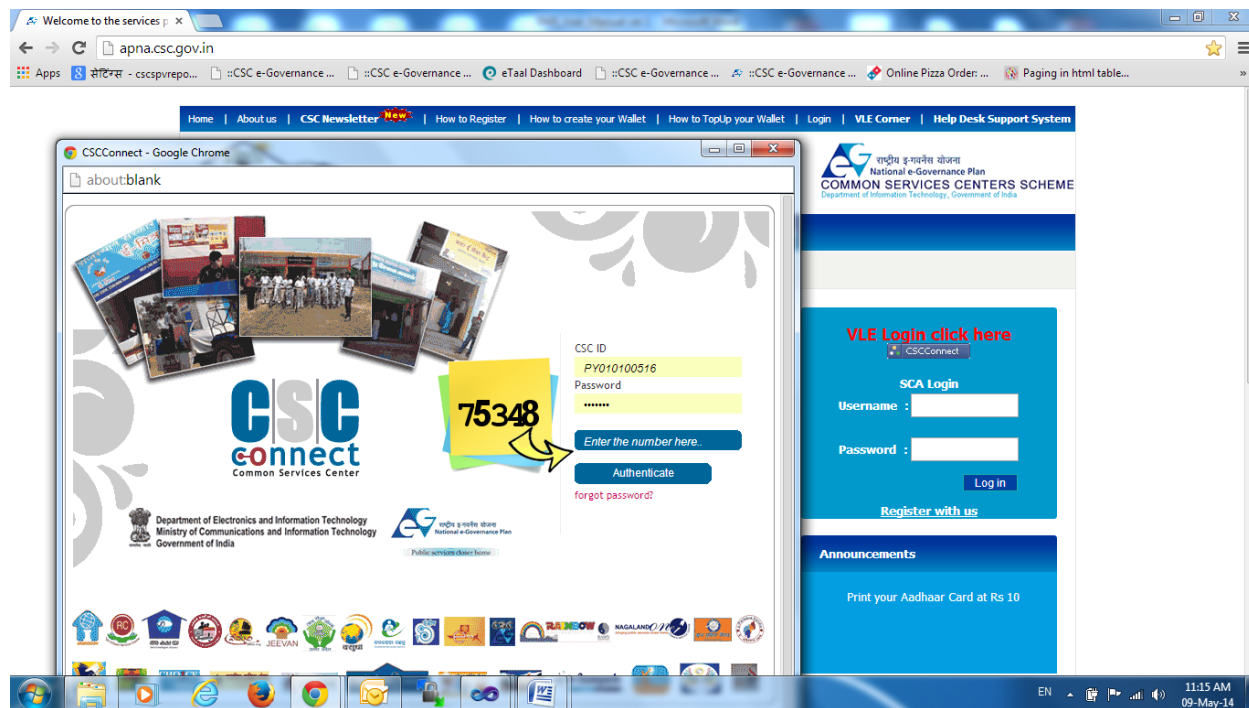 Welcome to the services p
apna.csc.gov.in
Apps सेटिंग्स - cscspvrepo... ::CSC e-Governance ... ::CSC e-Governance ... eTaal Dashboard ::CSC e-Governance ... ::CSC e-Governance ... Online Pizza Order: ... Paging in html table... »
Home | About us | CSC Newsletter New | How to Register | How to create your Wallet | How to TopUp your Wallet | Login | VLE Corner | Help Desk Support System
CSCConnect - Google Chrome
about:blank
राष्ट्रीय इ-गवर्नेंस योजना
National e-Governance Plan
COMMON SERVICES CENTERS SCHEME
Department of Information Technology, Government of India
CSC ID
PY010100516
Password
•••••••
75348
Enter the number here..
Authenticate
forgot password?
CSC
connect
Common Services Center
Department of Electronics and Information Technology
Ministry of Communications and Information Technology
Government of India
राष्ट्रीय इ-गवर्नेंस योजना
National e-Governance Plan
Public services closer home
RC
JEEVAN
वसुधा
RAINBOW
NAGALAND
VLE Login click here
CSCConnect
SCA Login
Username :
Password :
Log in
Register with us
Announcements
Print your Aadhaar Card at Rs 10
EN
11:15 AM
09-May-14